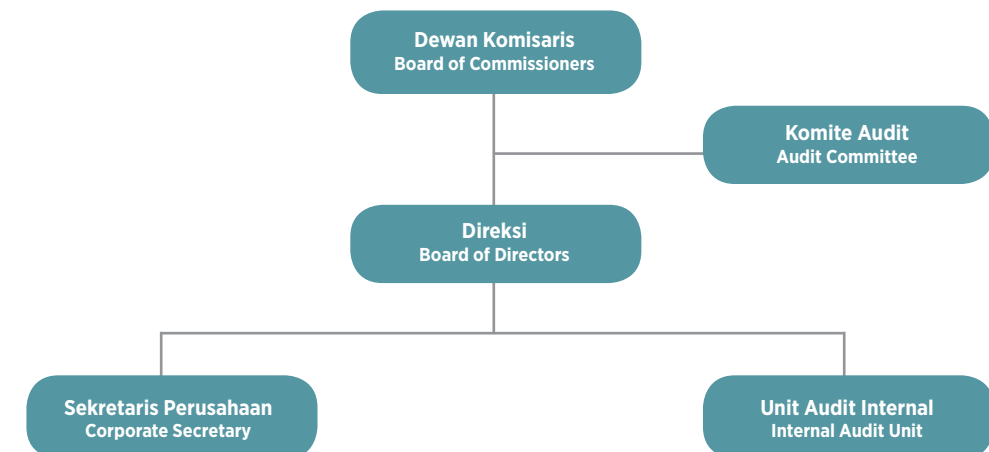 Dewan Komisaris
Board of Commissioners
Komite Audit
Audit Committee
Direksi
Board of Directors
Sekretaris Perusahaan
Corporate Secretary
Unit Audit Internal
Internal Audit Unit